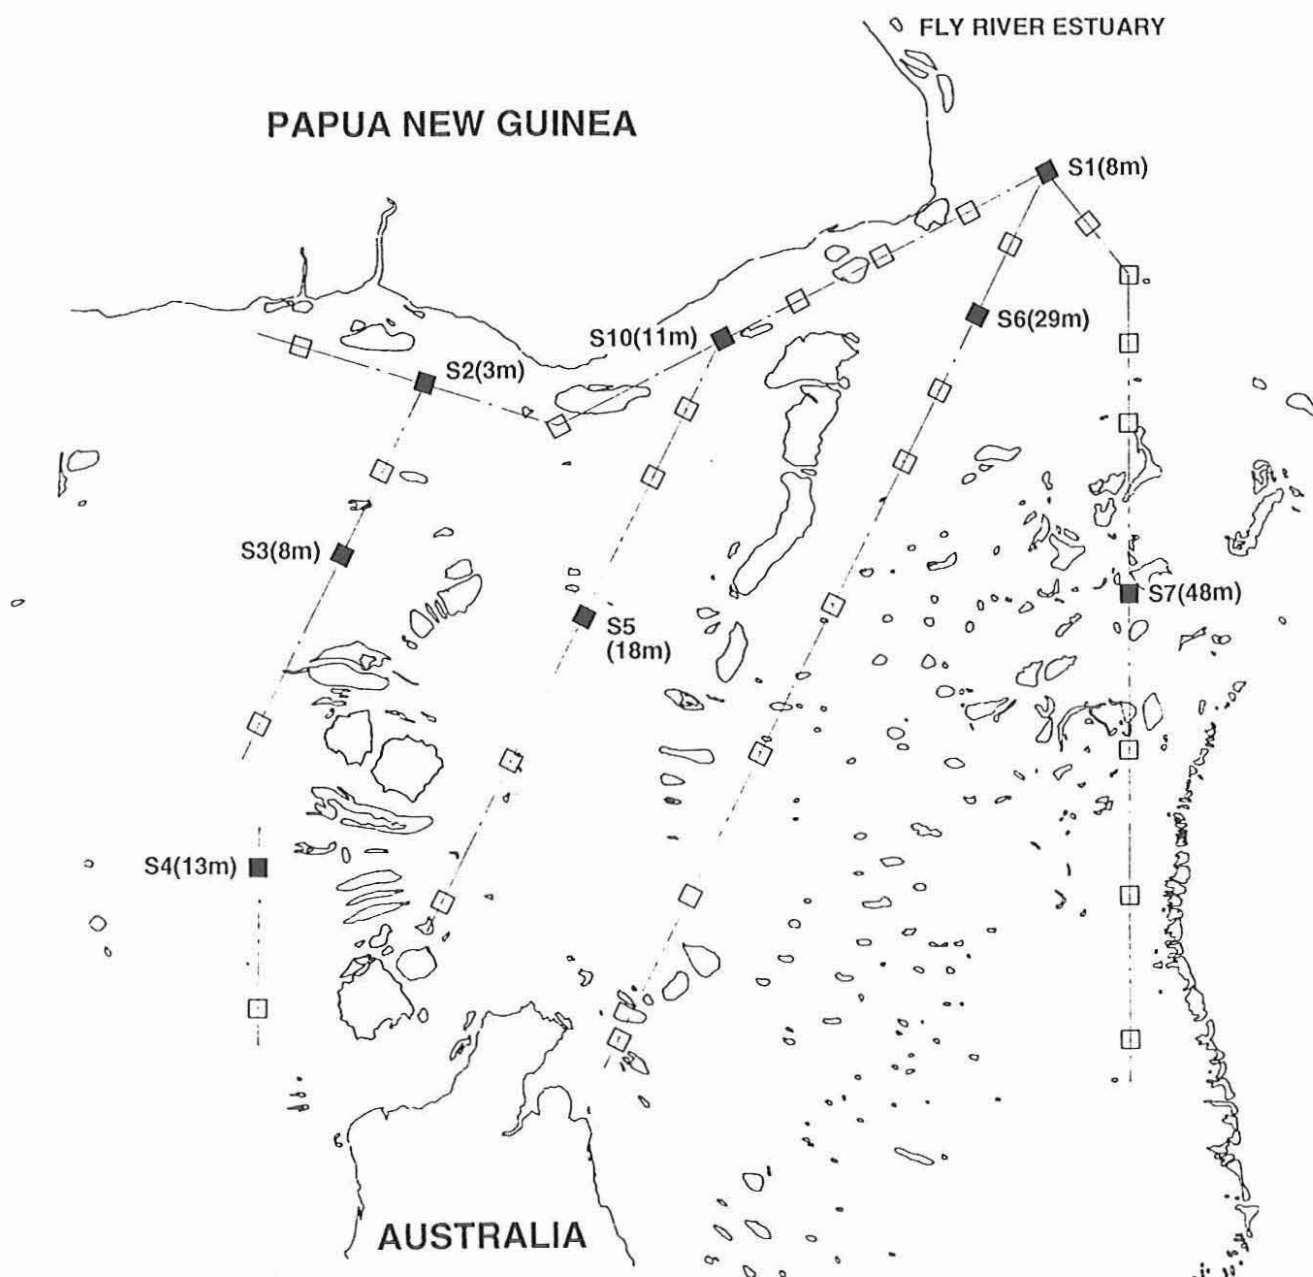 FLY RIVER ESTUARY
PAPUA NEW GUINEA
S1(8m)
S6(29m)
S10(11m)
S2(3m)
S3(8m)
S7(48m)
S5
(18m)
S4(13m)
AUSTRALIA